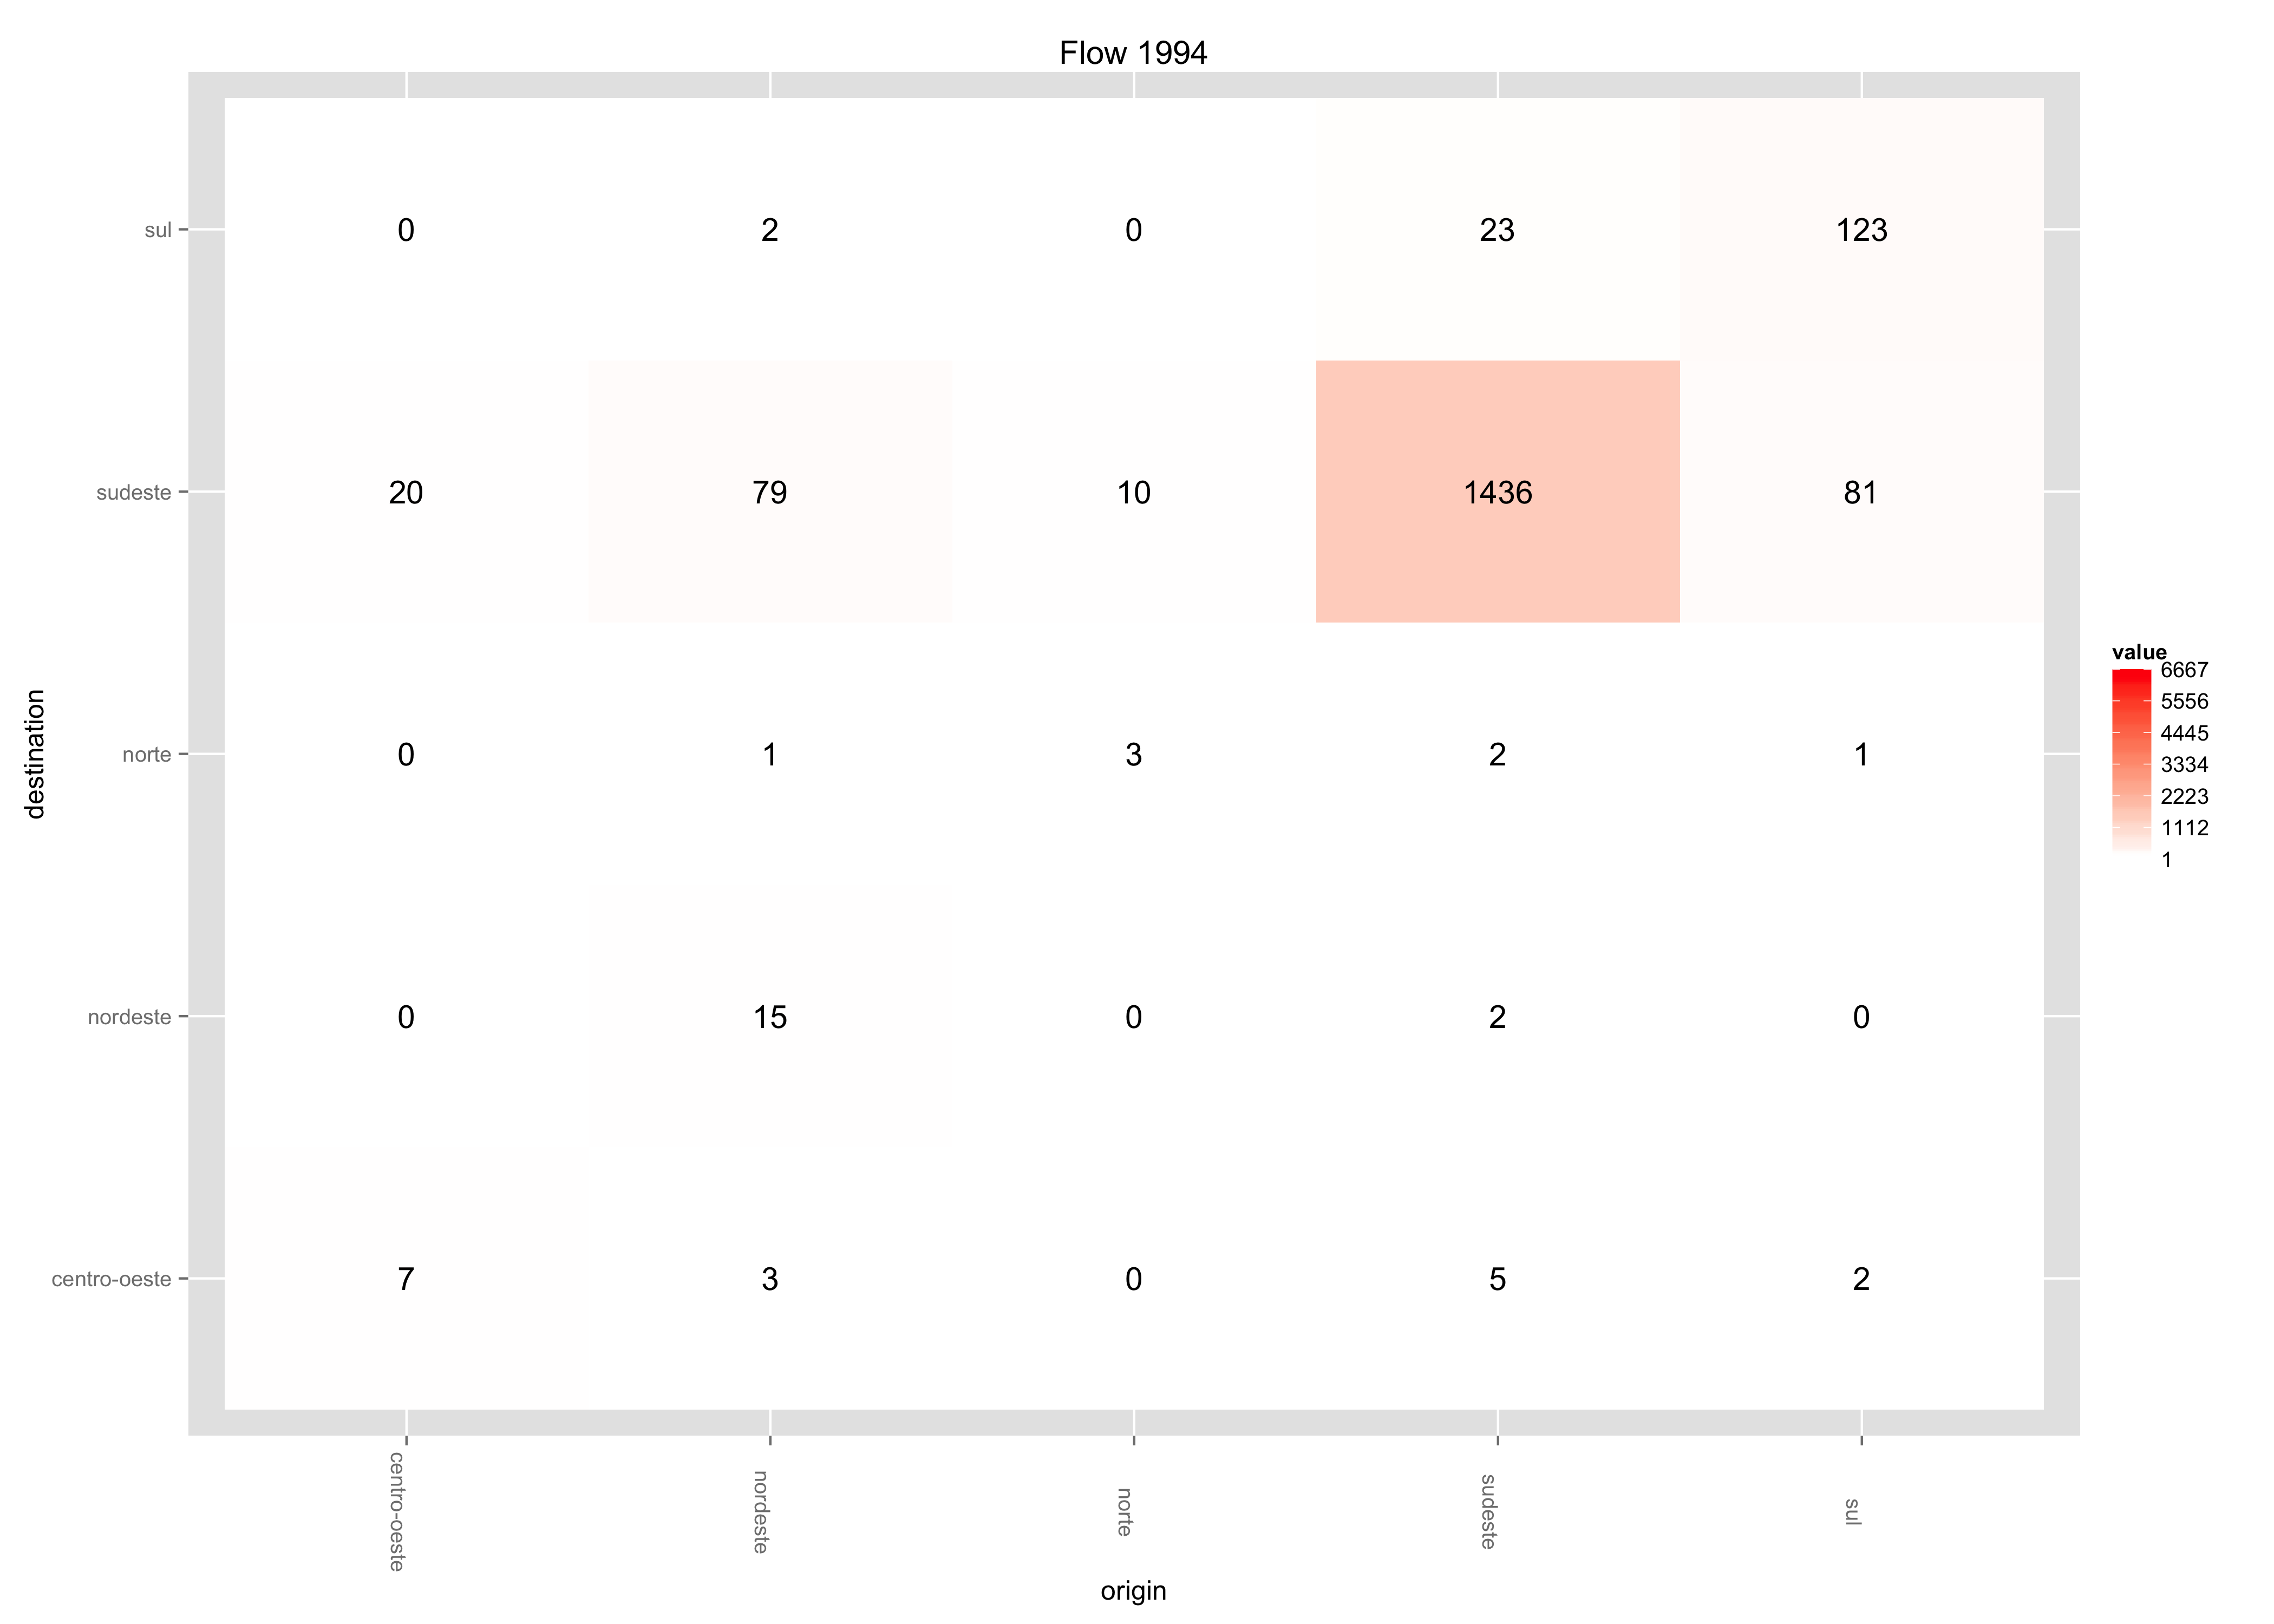 Flow 1994
sul
0 2 0 23 123
sudeste
20 79 10 1436 81
norte
0 1 3 2 1
nordeste
0 15 0 2 0
centro-oeste
7 3 0 5 2
destination
centro-oeste
nordeste
norte
sudeste
sul
origin
value
6667
5556
4445
3334
2223
1112
1